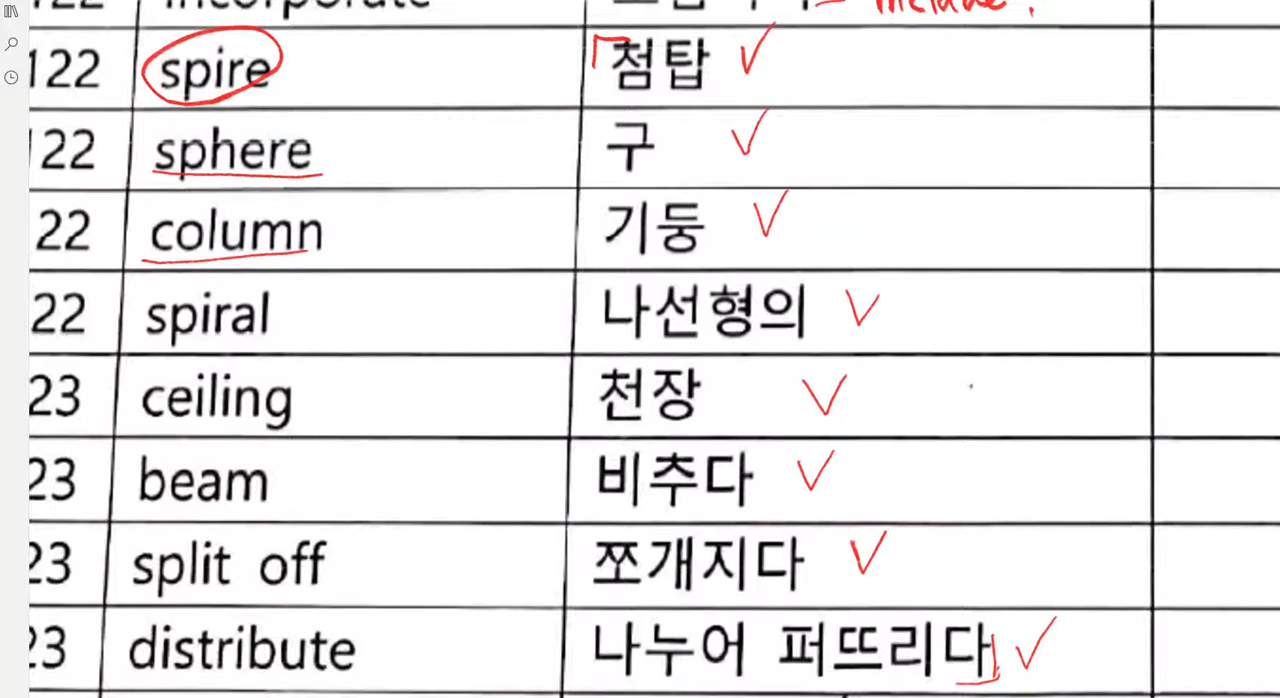 122 incorporate
122 spire 첨탑
122 sphere 구
22 column 기둥
22 spiral 나선형의
23 ceiling 천장
23 beam 비추다
23 split off 쪼개지다
23 distribute 나누어 퍼뜨리다